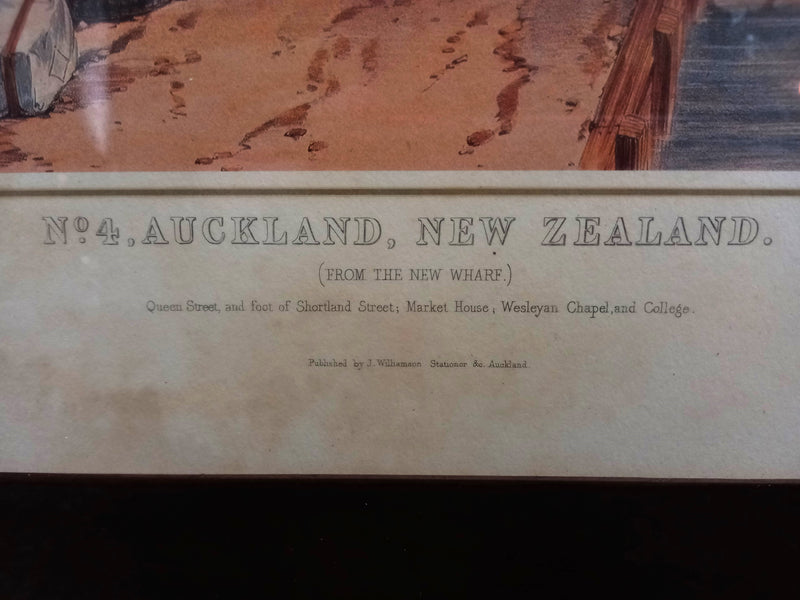 No. 4, AUCKLAND, NEW ZEALAND.
(FROM THE NEW WHARF.)
Queen Street, and foot of Shortland Street; Market House; Wesleyan Chapel, and College.
Published by J. Williamson Stationer &c. Auckland.